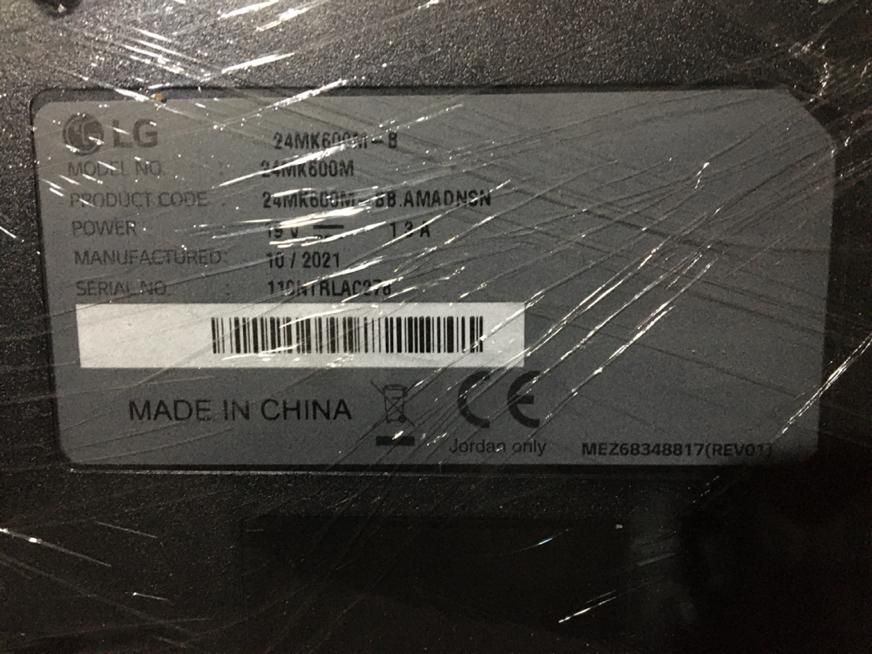 LG 24MK600M-B
MODEL NO. : 24MK600M
PRODUCT CODE : 24MK600M-BB.AMADNSN
POWER : 19 V ⎓ 1.3 A
MANUFACTURED: 10 / 2021
SERIAL NO. :
MADE IN CHINA CE
Jordan only MEZ68348817(REV01)